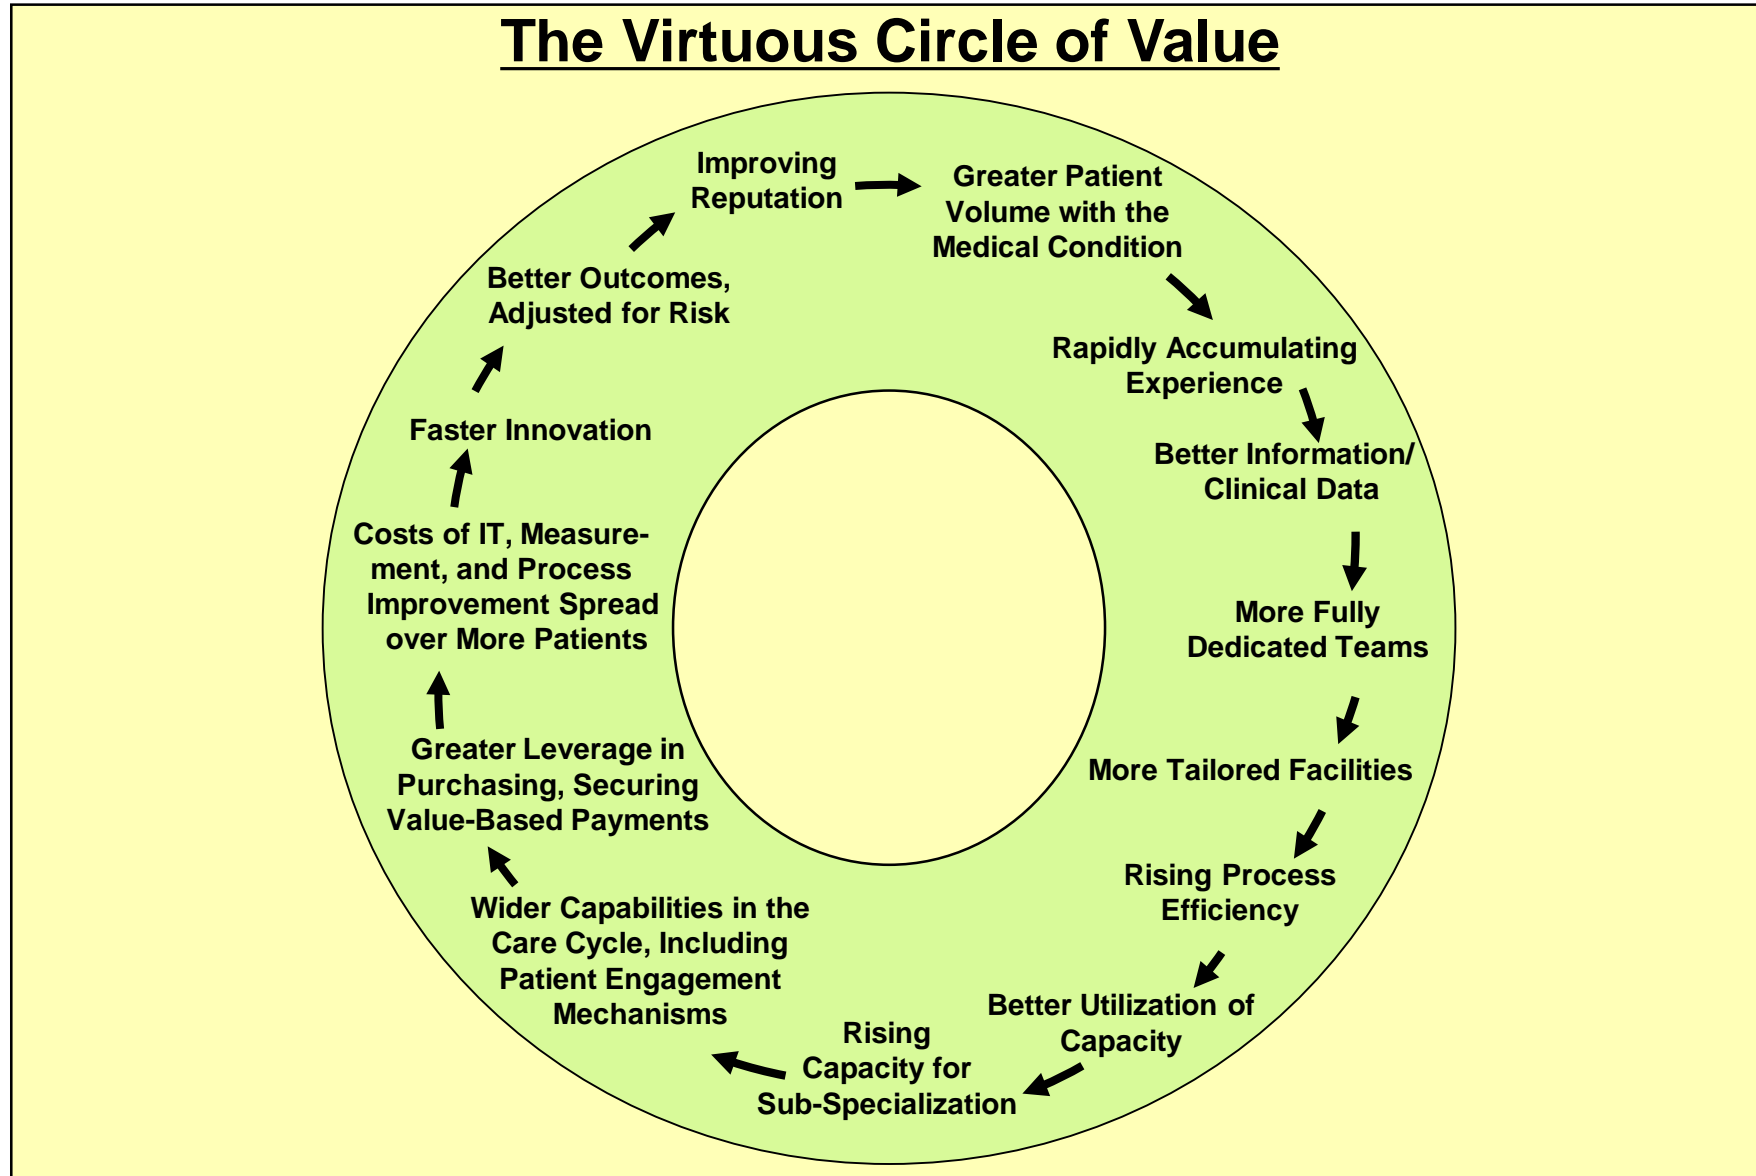 The Virtuous Circle of Value
Improving
Reputation
Greater Patient
Volume with the
Medical Condition
Rapidly Accumulating
Experience
Better Information/
Clinical Data
More Fully
Dedicated Teams
More Tailored Facilities
Rising Process
Efficiency
Better Utilization of
Capacity
Rising
Capacity for
Sub-Specialization
Wider Capabilities in the
Care Cycle, Including
Patient Engagement
Mechanisms
Greater Leverage in
Purchasing, Securing
Value-Based Payments
Costs of IT, Measure-
ment, and Process
Improvement Spread
over More Patients
Faster Innovation
Better Outcomes,
Adjusted for Risk